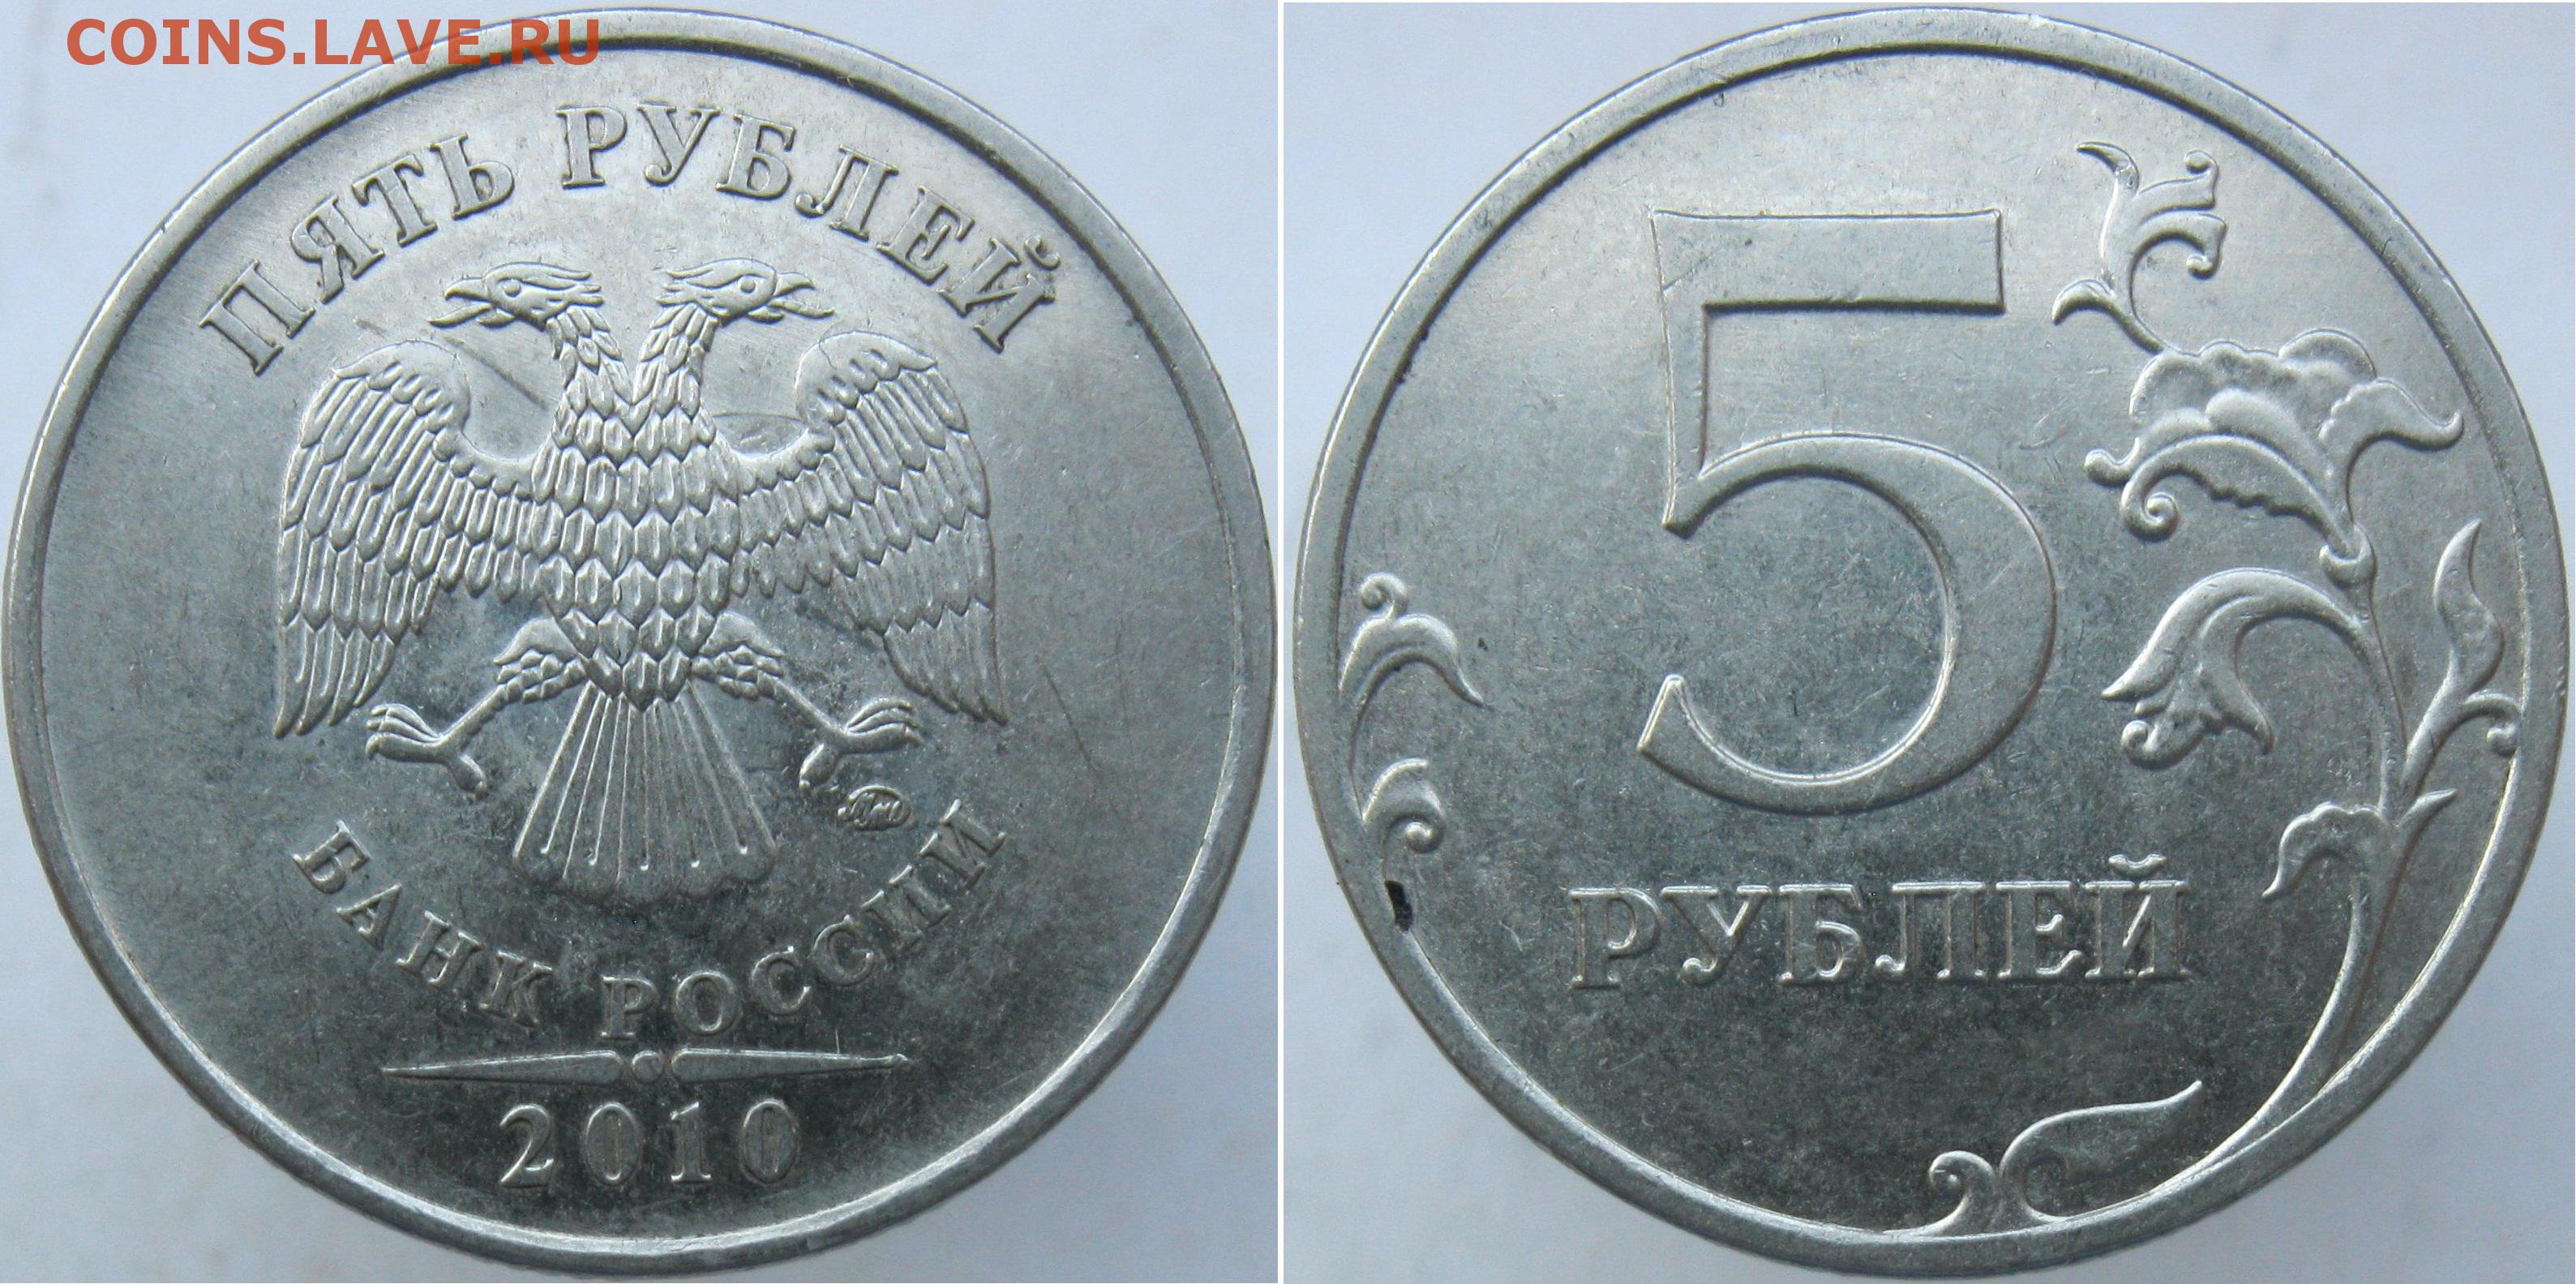 COINS.LAVE.RU
ПЯТЬ РУБЛЕЙ
БАНК РОССИИ
2010
5
РУБЛЕЙ